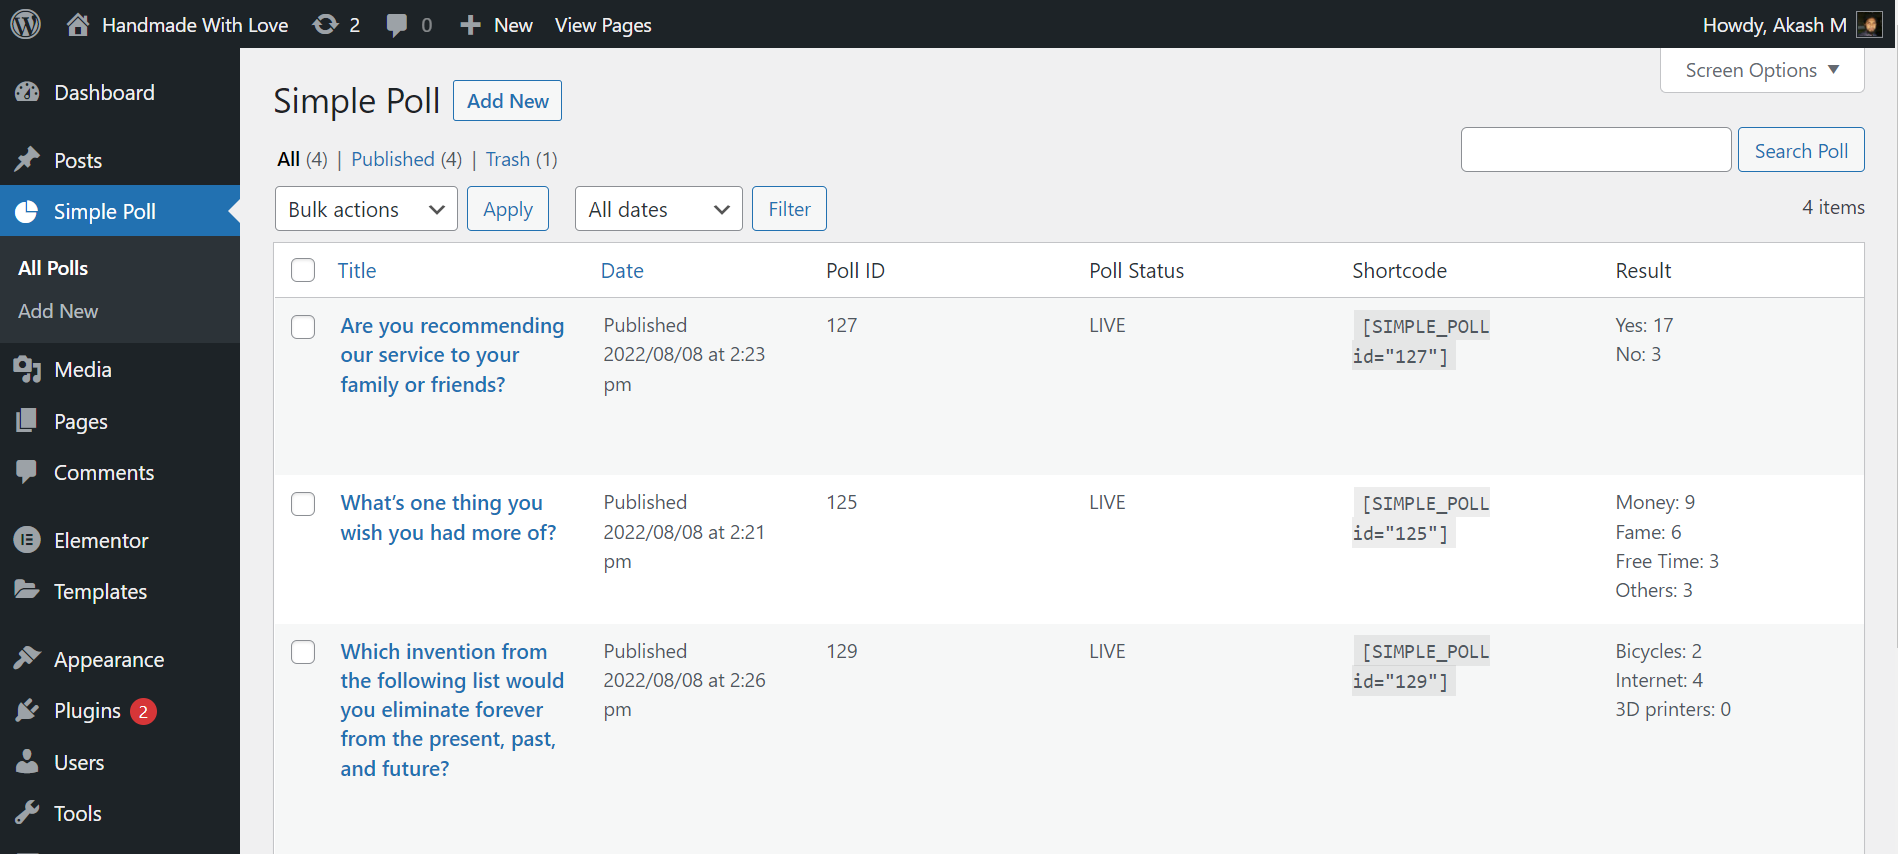 Handmade With Love 2 0 New View Pages Howdy, Akash M
Dashboard
Posts
Simple Poll
All Polls
Add New
Media
Pages
Comments
Elementor
Templates
Appearance
Plugins 2
Users
Tools
Screen Options
Simple Poll Add New
All (4) | Published (4) | Trash (1)
Search Poll
Bulk actions Apply All dates Filter
4 items
Title Date Poll ID Poll Status Shortcode Result
Are you recommending
our service to your
family or friends?
Published
2022/08/08 at 2:23
pm
127
LIVE
[SIMPLE_POLL
id="127"]
Yes: 17
No: 3
What’s one thing you
wish you had more of?
Published
2022/08/08 at 2:21
pm
125
LIVE
[SIMPLE_POLL
id="125"]
Money: 9
Fame: 6
Free Time: 3
Others: 3
Which invention from
the following list would
you eliminate forever
from the present, past,
and future?
Published
2022/08/08 at 2:26
pm
129
LIVE
[SIMPLE_POLL
id="129"]
Bicycles: 2
Internet: 4
3D printers: 0